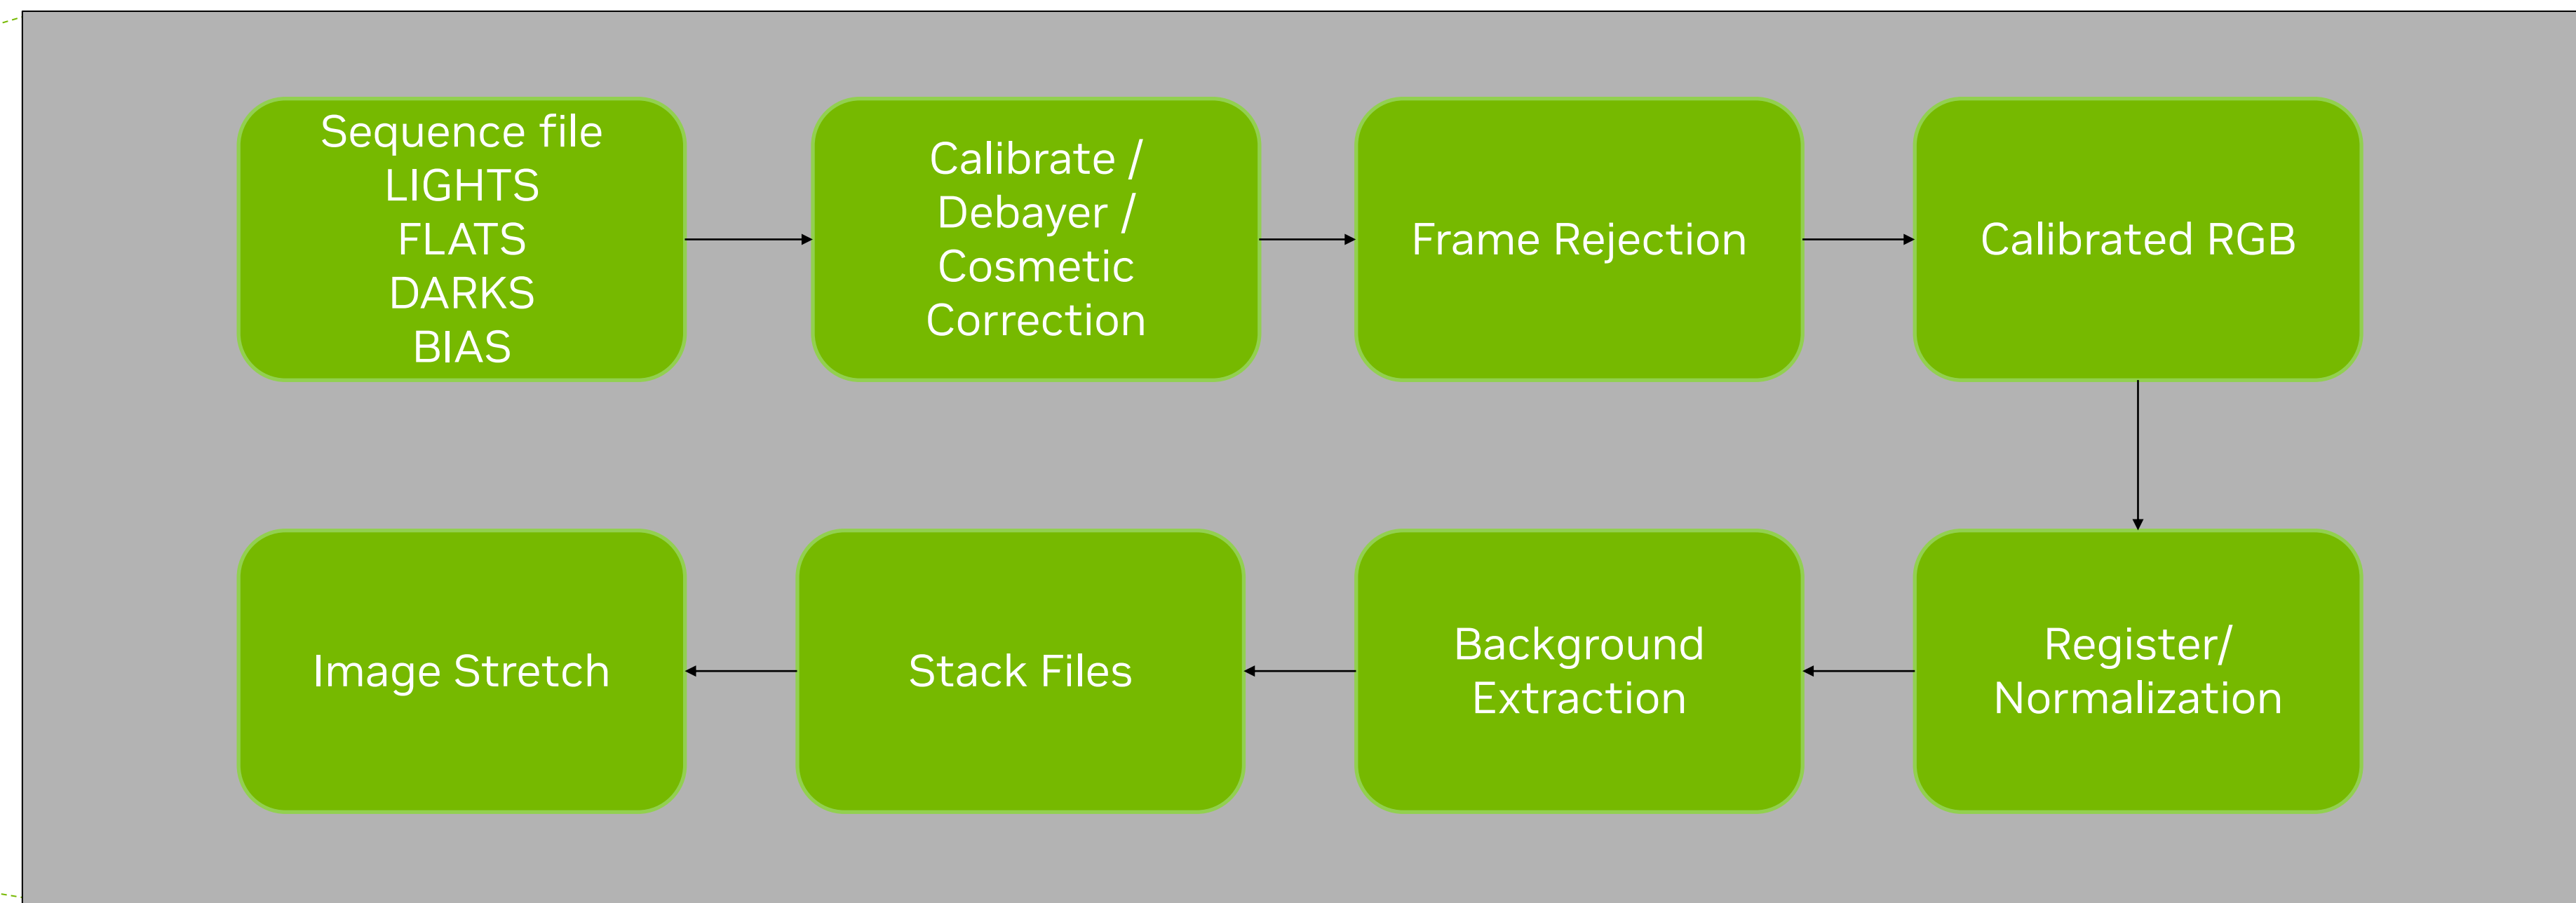 Sequence file
LIGHTS
FLATS
DARKS
BIAS
Calibrate /
Debayer /
Cosmetic
Correction
Frame Rejection
Calibrated RGB
Register/
Normalization
Background
Extraction
Stack Files
Image Stretch